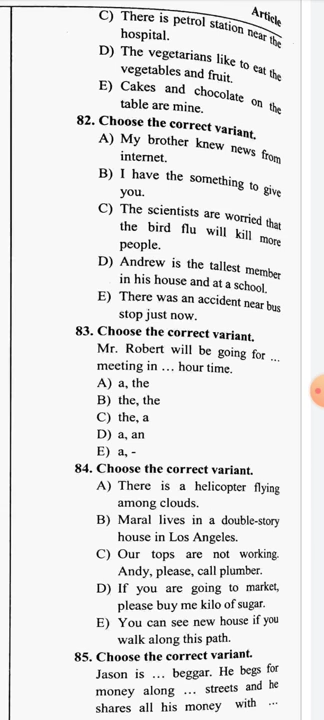 Article
C) There is petrol station near the
hospital.
D) The vegetarians like to eat the
vegetables and fruit.
E) Cakes and chocolate on the
table are mine.
82. Choose the correct variant.
A) My brother knew news from
internet.
B) I have the something to give
you.
C) The scientists are worried that
the bird flu will kill more
people.
D) Andrew is the tallest member
in his house and at a school.
E) There was an accident near bus
stop just now.
83. Choose the correct variant.
Mr. Robert will be going for ...
meeting in ... hour time.
A) a, the
B) the, the
C) the, a
D) a, an
E) a, -
84. Choose the correct variant.
A) There is a helicopter flying
among clouds.
B) Maral lives in a double-story
house in Los Angeles.
C) Our tops are not working.
Andy, please, call plumber.
D) If you are going to market,
please buy me kilo of sugar.
E) You can see new house if you
walk along this path.
85. Choose the correct variant.
Jason is ... beggar. He begs for
money along ... streets and he
shares all his money with ...